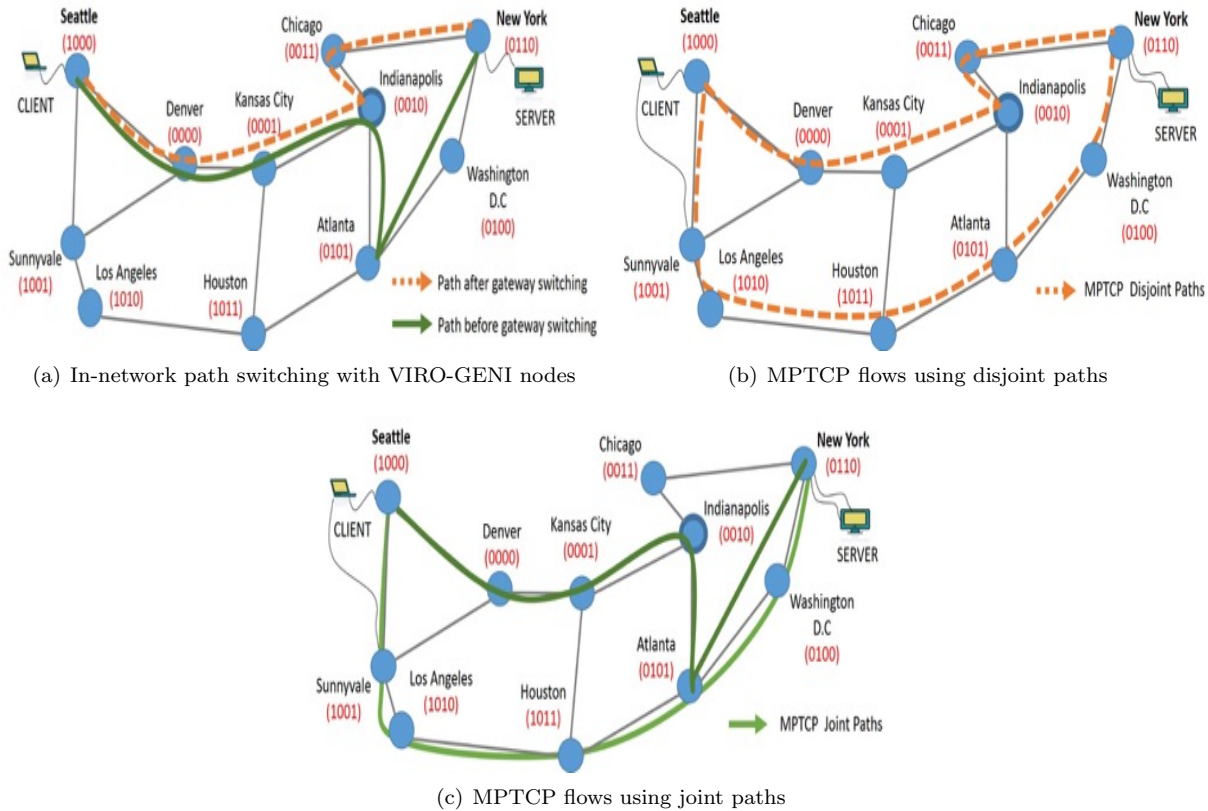 Seattle
(1000)
CLIENT
Denver
(0000)
Kansas City
(0001)
Chicago
(0011)
Indianapolis
(0010)
New York
(0110)
SERVER
Washington
D.C
(0100)
Atlanta
(0101)
Sunnyvale
(1001)
Los Angeles
(1010)
Houston
(1011)
Path after gateway switching
Path before gateway switching
(a) In-network path switching with VIRO-GENI nodes
Seattle
(1000)
CLIENT
Denver
(0000)
Kansas City
(0001)
Chicago
(0011)
Indianapolis
(0010)
New York
(0110)
SERVER
Washington
D.C
(0100)
Atlanta
(0101)
Sunnyvale
(1001)
Los Angeles
(1010)
Houston
(1011)
MPTCP Disjoint Paths
(b) MPTCP flows using disjoint paths
Seattle
(1000)
CLIENT
Denver
(0000)
Kansas City
(0001)
Chicago
(0011)
Indianapolis
(0010)
New York
(0110)
SERVER
Washington
D.C
(0100)
Atlanta
(0101)
Sunnyvale
(1001)
Los Angeles
(1010)
Houston
(1011)
MPTCP Joint Paths
(c) MPTCP flows using joint paths